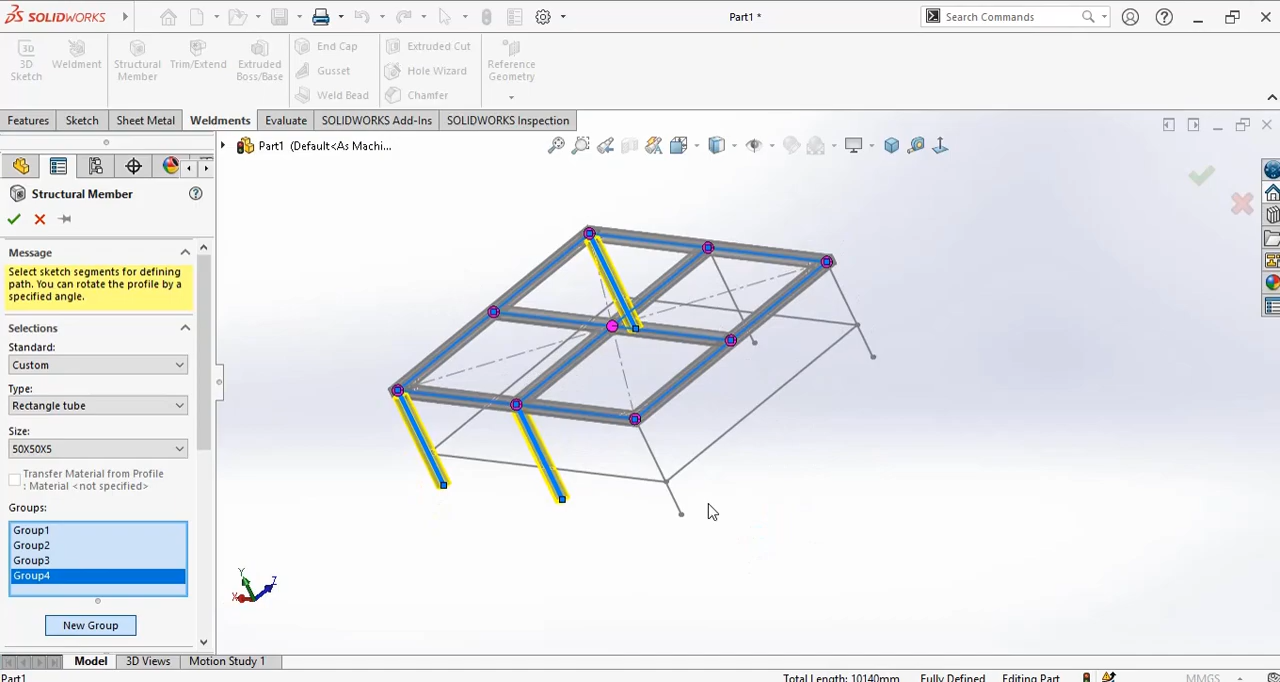 SOLIDWORKS
Part1 *
Search Commands
3D
Sketch
Weldment
Structural
Member
Trim/Extend
Extruded
Boss/Base
End Cap
Gusset
Weld Bead
Extruded Cut
Hole Wizard
Chamfer
Reference
Geometry
Features
Sketch
Sheet Metal
Weldments
Evaluate
SOLIDWORKS Add-Ins
SOLIDWORKS Inspection
Part1 (Default<As Machi...
Structural Member
Message
Select sketch segments for defining
path. You can rotate the profile by a
specified angle.
Selections
Standard:
Custom
Type:
Rectangle tube
Size:
50X50X5
Transfer Material from Profile
: Material <not specified>
Groups:
Group1
Group2
Group3
Group4
New Group
Y
X
Z
Model
3D Views
Motion Study 1
Part1
Total Length: 10140mm
Fully Defined
Editing Part
MMGS